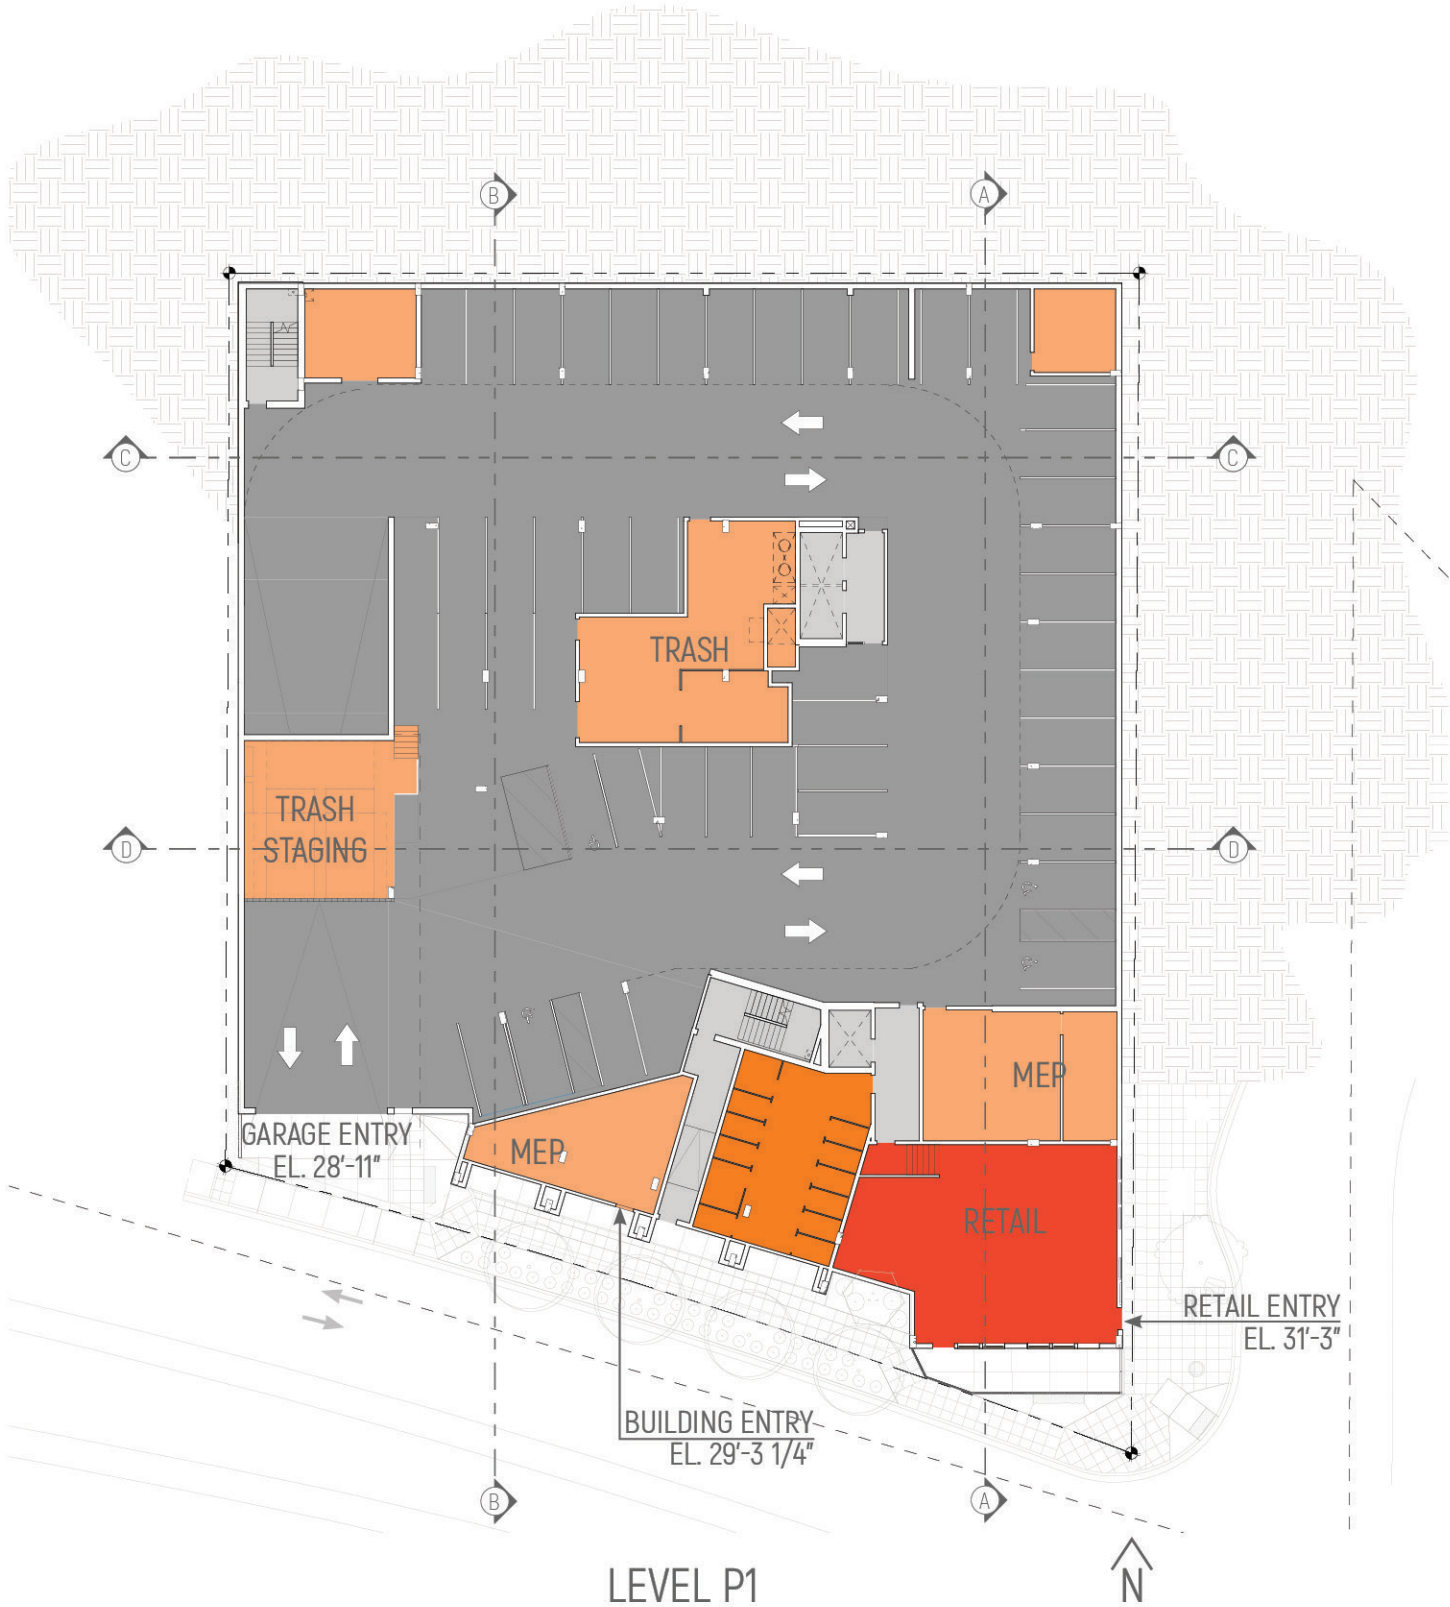 B
A
C
C
TRASH
TRASH
STAGING
D
D
MEP
MEP
GARAGE ENTRY
EL. 28'-11"
RETAIL
RETAIL ENTRY
EL. 31'-3"
BUILDING ENTRY
EL. 29'-3 1/4"
B
A
LEVEL P1
N